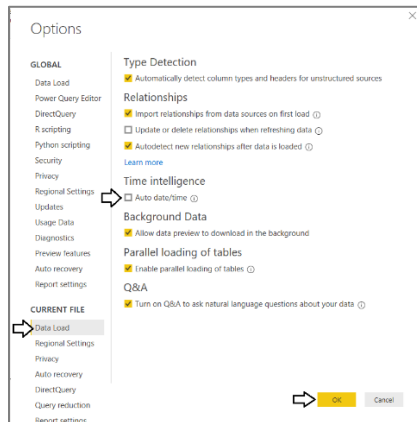 Options
GLOBAL
Data Load
Power Query Editor
DirectQuery
R scripting
Python scripting
Security
Privacy
Regional Settings
Updates
Usage Data
Diagnostics
Preview features
Auto recovery
Report settings
CURRENT FILE
Data Load
Regional Settings
Privacy
Auto recovery
DirectQuery
Query reduction
Report settings
Type Detection
Automatically detect column types and headers for unstructured sources
Relationships
Import relationships from data sources on first load
Update or delete relationships when refreshing data
Autodetect new relationships after data is loaded
Learn more
Time intelligence
Auto date/time
Background Data
Allow data preview to download in the background
Parallel loading of tables
Enable parallel loading of tables
Q&A
Turn on Q&A to ask natural language questions about your data
OK
Cancel